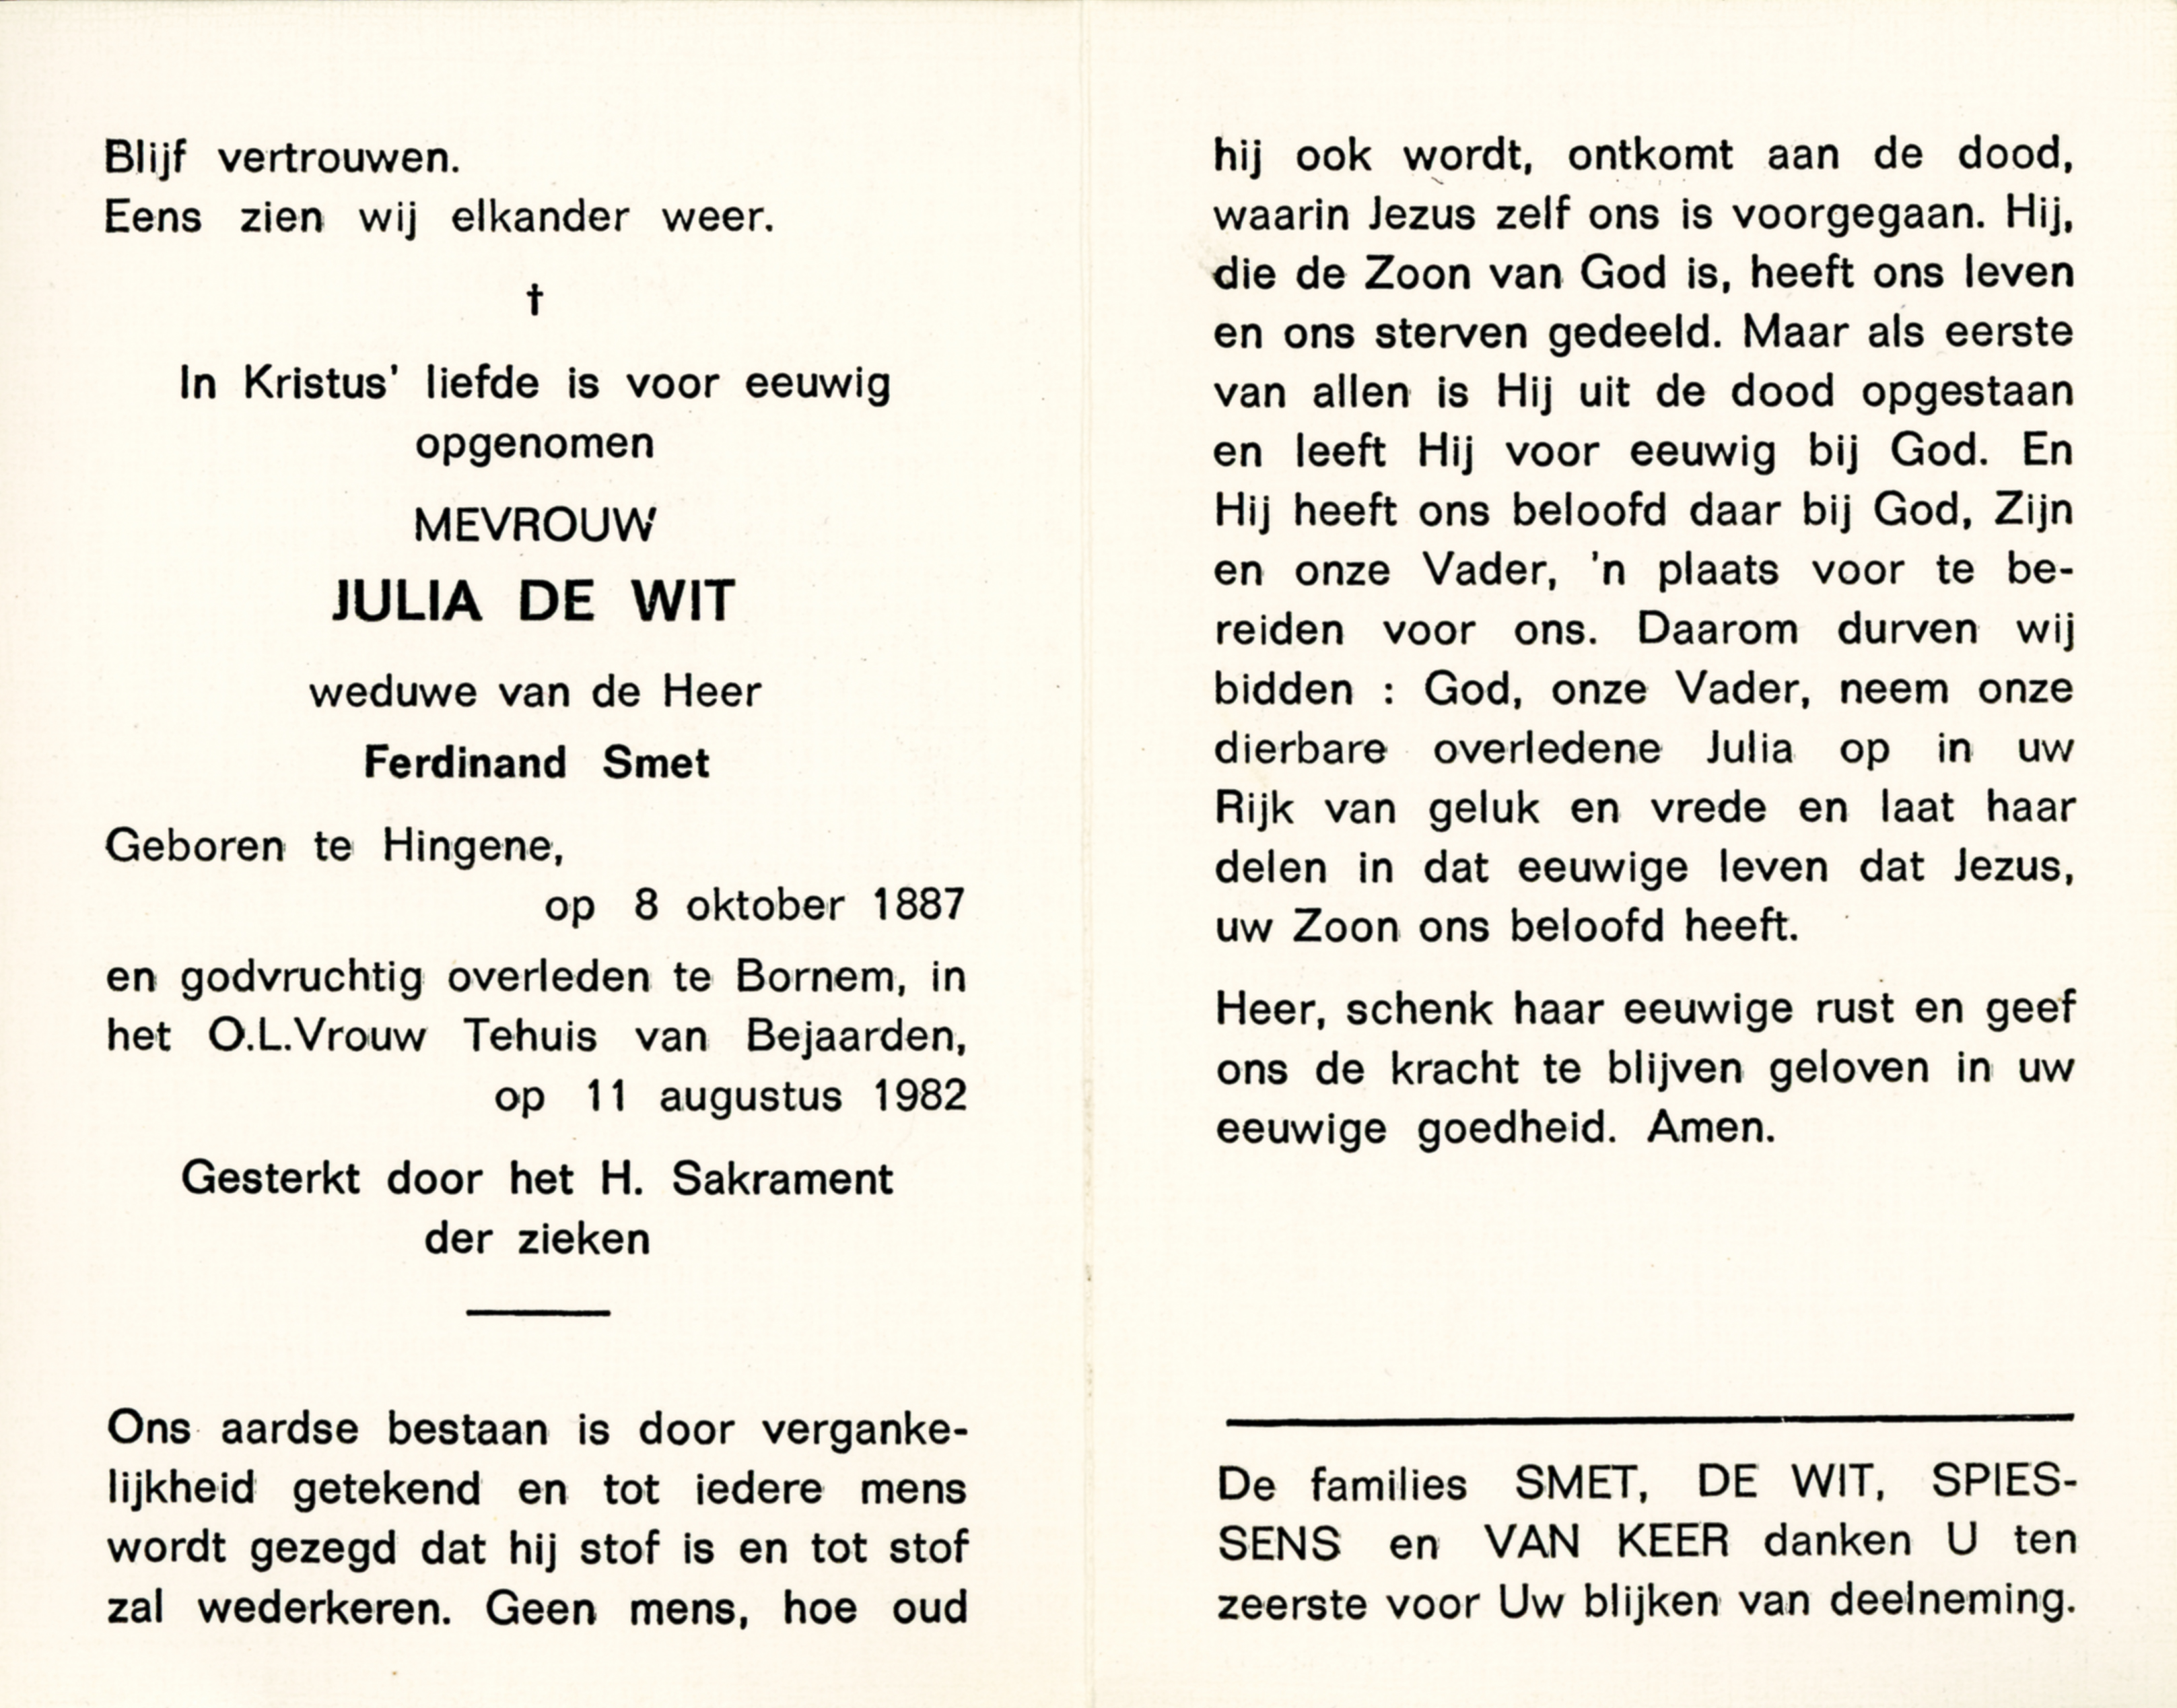 Blijf vertrouwen.
Eens zien wij elkander weer.
†
In Kristus' liefde is voor eeuwig
opgenomen
MEVROUW
JULIA DE WIT
weduwe van de Heer
Ferdinand Smet
Geboren te Hingene,
op 8 oktober 1887
en godvruchtig overleden te Bornem, in
het O.L.Vrouw Tehuis van Bejaarden,
op 11 augustus 1982
Gesterkt door het H. Sakrament
der zieken
Ons aardse bestaan is door verganke-
lijkheid getekend en tot iedere mens
wordt gezegd dat hij stof is en tot stof
zal wederkeren. Geen mens, hoe oud
hij ook wordt, ontkomt aan de dood,
waarin Jezus zelf ons is voorgegaan. Hij,
die de Zoon van God is, heeft ons leven
en ons sterven gedeeld. Maar als eerste
van allen is Hij uit de dood opgestaan
en leeft Hij voor eeuwig bij God. En
Hij heeft ons beloofd daar bij God, Zijn
en onze Vader, 'n plaats voor te be-
reiden voor ons. Daarom durven wij
bidden : God, onze Vader, neem onze
dierbare overledene Julia op in uw
Rijk van geluk en vrede en laat haar
delen in dat eeuwige leven dat Jezus,
uw Zoon ons beloofd heeft.
Heer, schenk haar eeuwige rust en geef
ons de kracht te blijven geloven in uw
eeuwige goedheid. Amen.
De families SMET, DE WIT, SPIES-
SENS en VAN KEER danken U ten
zeerste voor Uw blijken van deelneming.